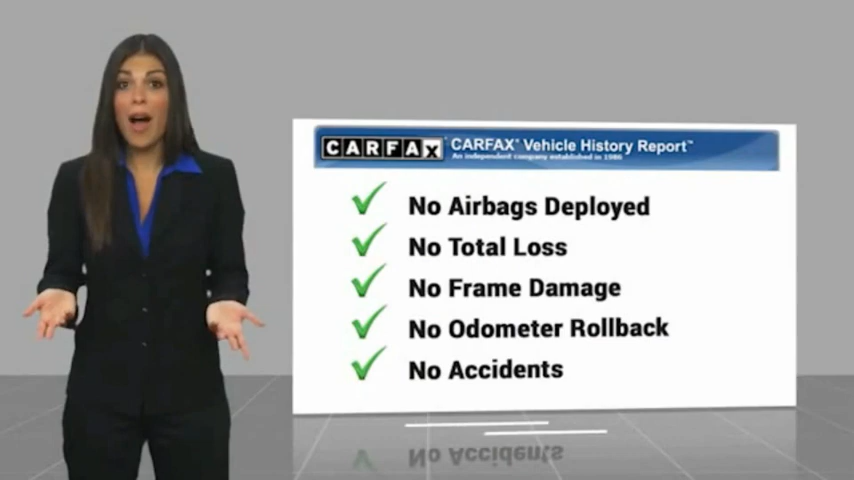 CARFAX CARFAX® Vehicle History Report™
An independent company established in 1986
No Airbags Deployed
No Total Loss
No Frame Damage
No Odometer Rollback
No Accidents
No Accidents